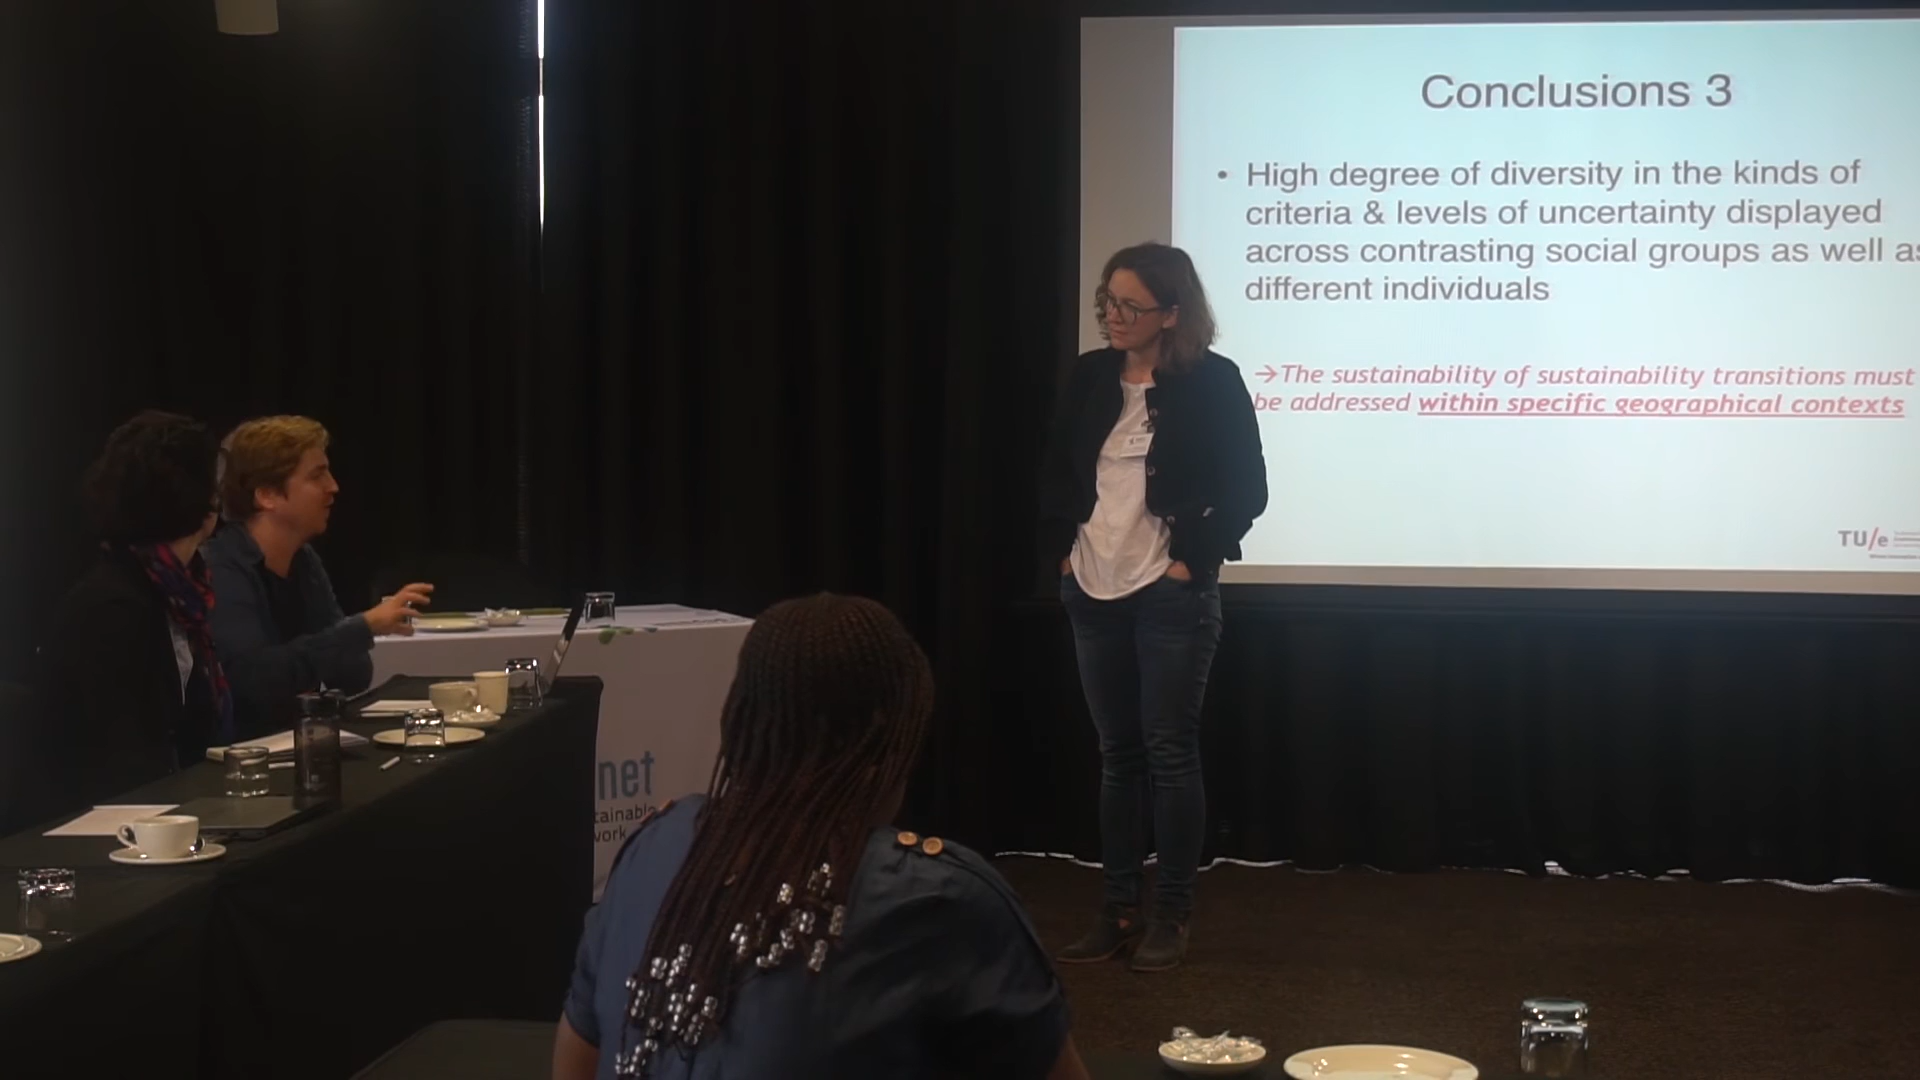 Conclusions 3
• High degree of diversity in the kinds of
criteria & levels of uncertainty displayed
across contrasting social groups as well as
different individuals
→The sustainability of sustainability transitions must
be addressed within specific geographical contexts
TU/e
net
tainable
work